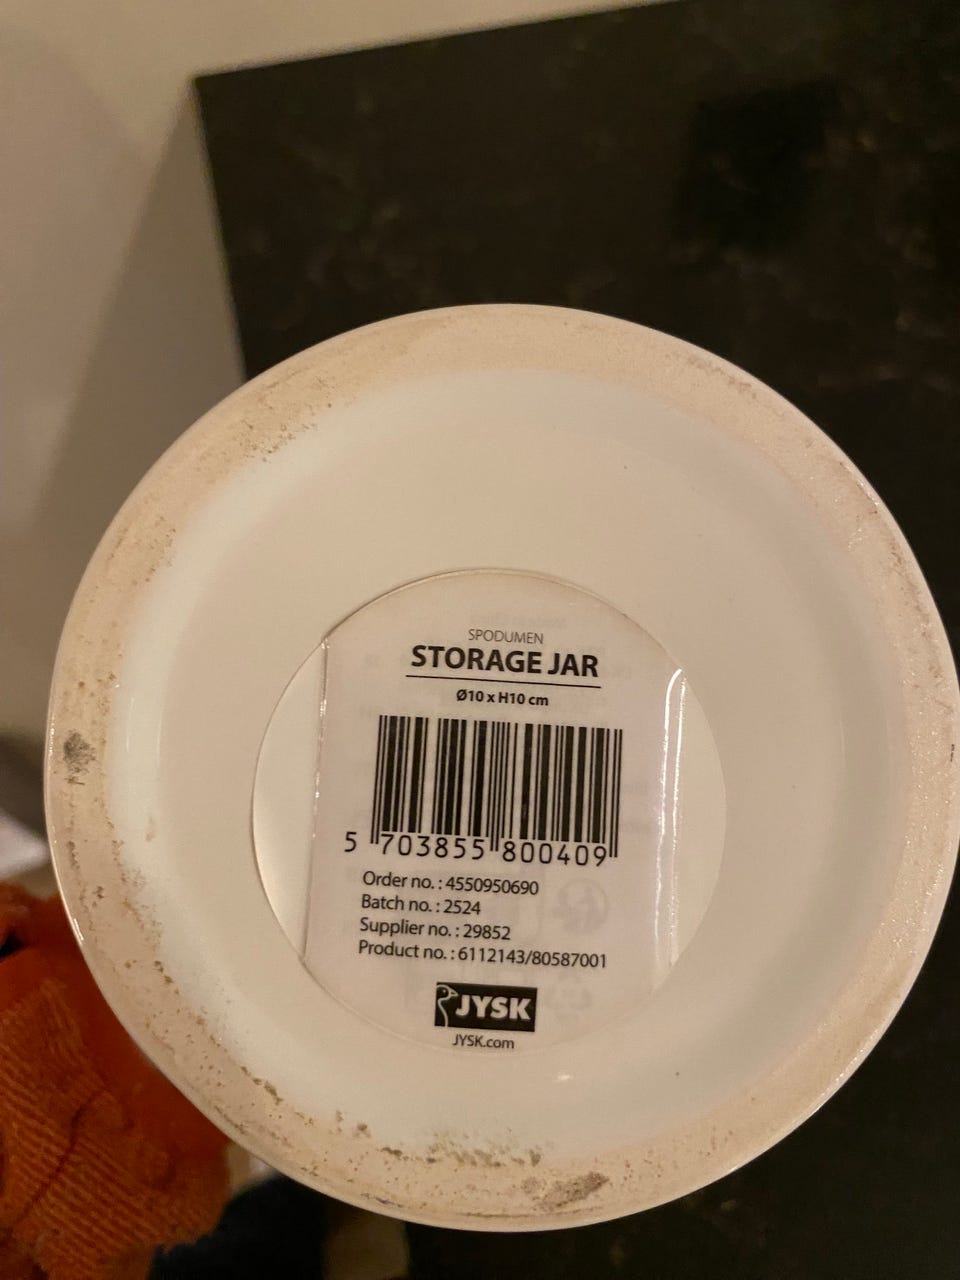 SPODUMEN
STORAGE JAR
Ø10 x H10 cm
5 703855 800409
Order no. : 4550950690
Batch no. : 2524
Supplier no. : 29852
Product no. : 6112143/80587001
JYSK
JYSK.com